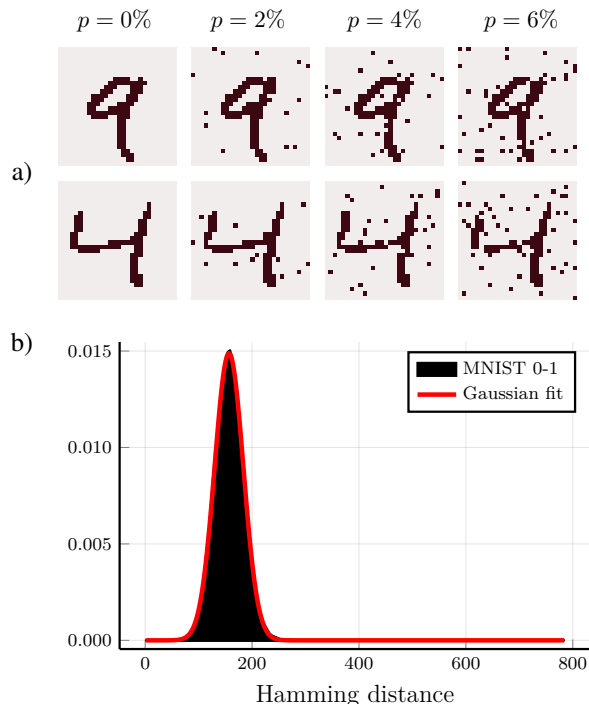 p = 0% p = 2% p = 4% p = 6%
a)
b)
0.015
MNIST 0-1
Gaussian fit
0.010
0.005
0.000
0 200 400 600 800
Hamming distance